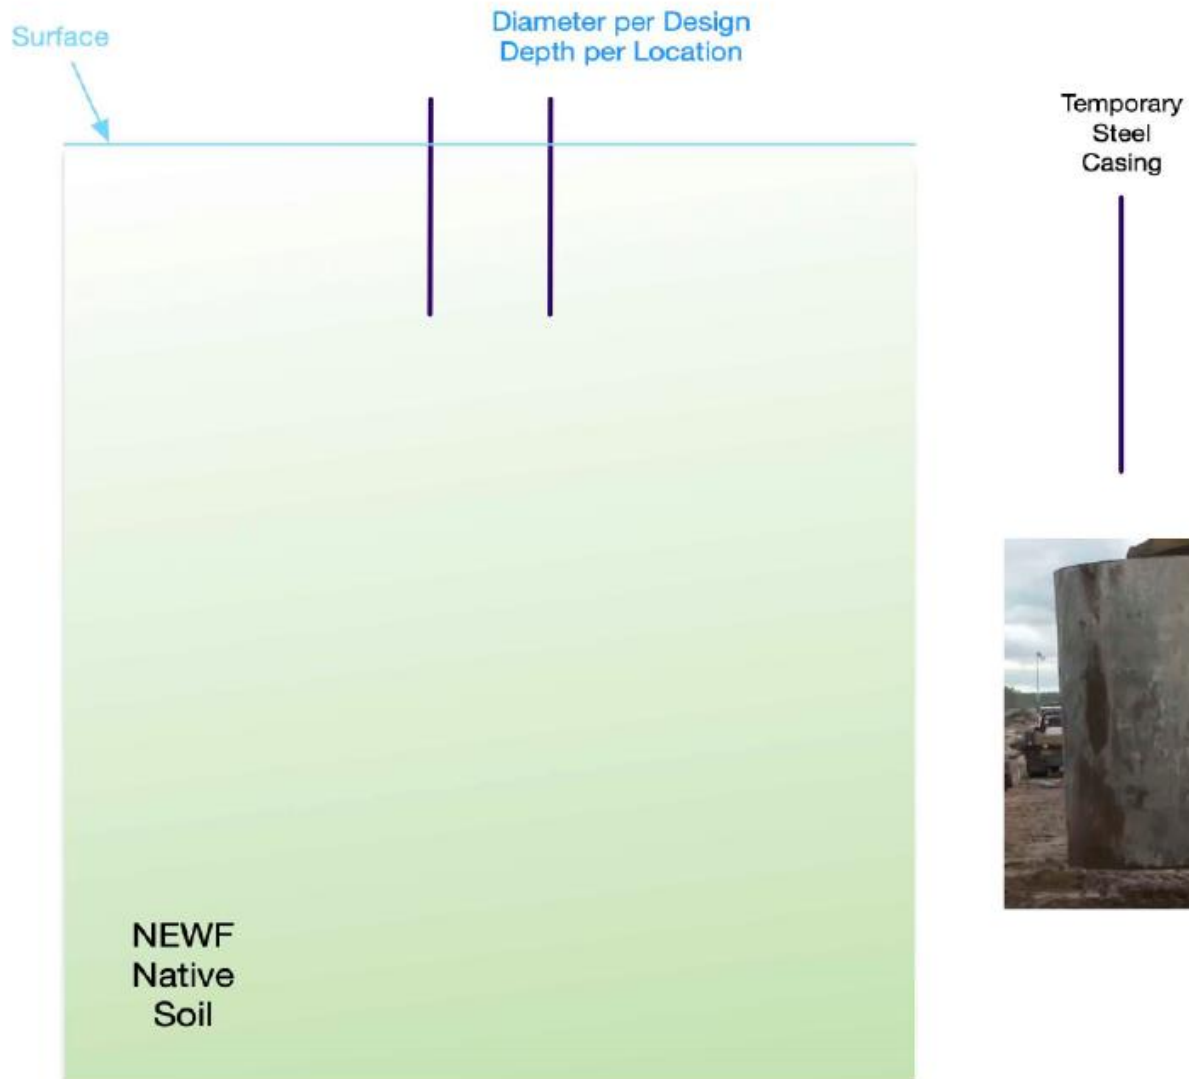 Surface
Diameter per Design
Depth per Location
Temporary
Steel
Casing
NEWF
Native
Soil